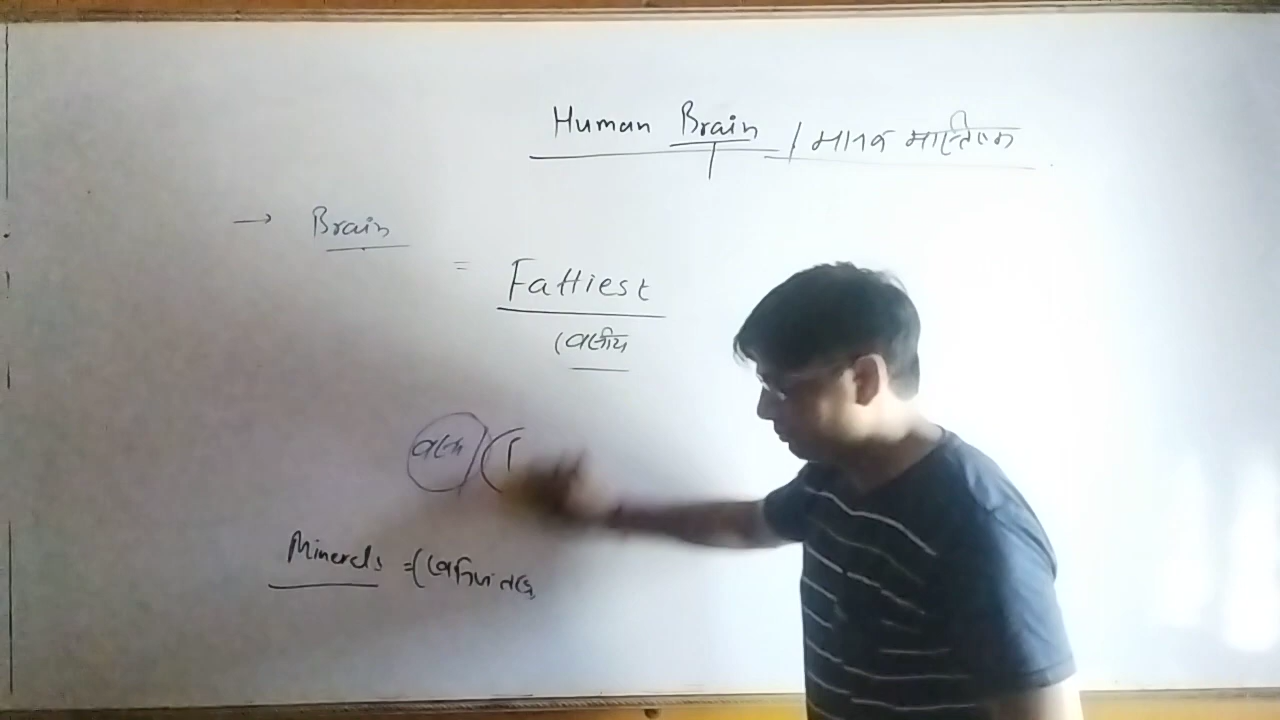 Human Brain / मानव मस्तिष्क
→ Brain
= Fattiest
(वसीय
वसा
Minerals = (खनिज तत्व